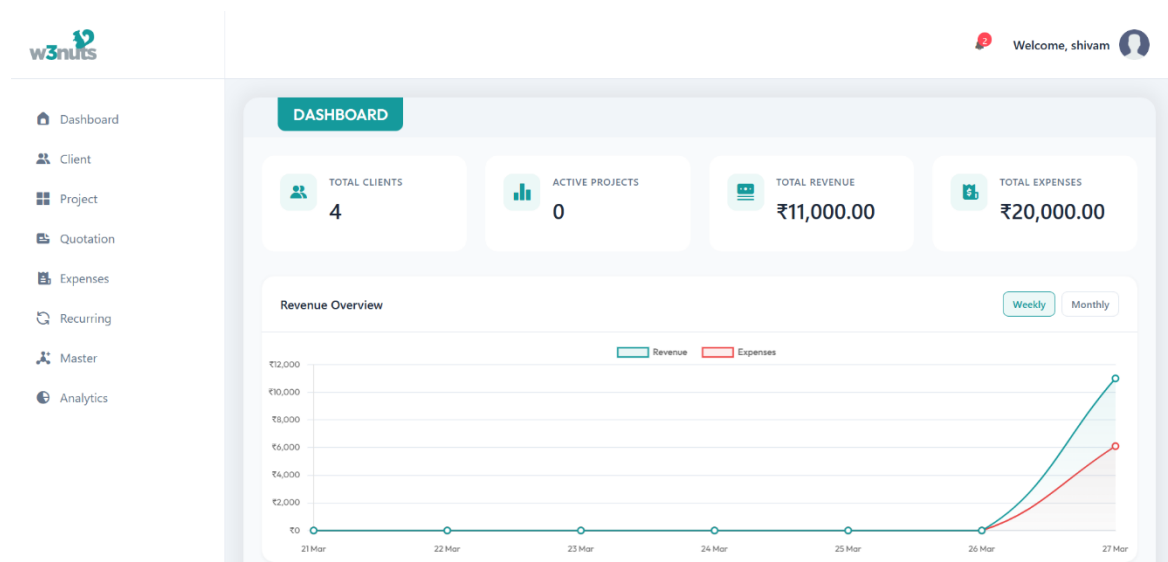 w3nuts
2
Welcome, shivam
Dashboard
Client
Project
Quotation
Expenses
Recurring
Master
Analytics
DASHBOARD
TOTAL CLIENTS
4
ACTIVE PROJECTS
0
TOTAL REVENUE
₹11,000.00
TOTAL EXPENSES
₹20,000.00
Revenue Overview
Weekly
Monthly
Revenue
Expenses
₹12,000
₹10,000
₹8,000
₹6,000
₹4,000
₹2,000
₹0
21 Mar
22 Mar
23 Mar
24 Mar
25 Mar
26 Mar
27 Mar